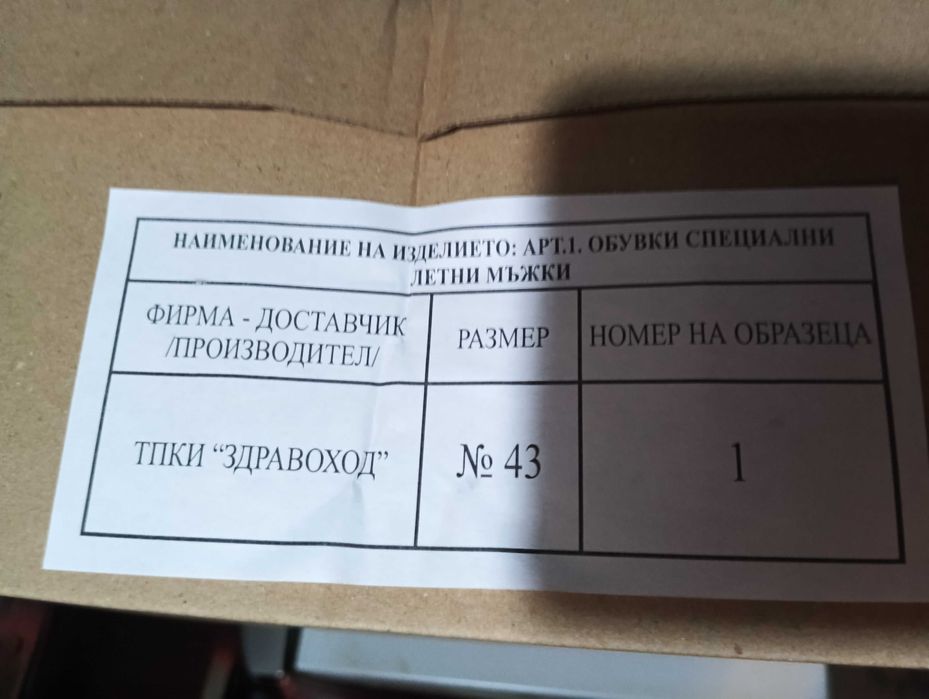 НАИМЕНОВАНИЕ НА ИЗДЕЛИЕТО: АРТ.1. ОБУВКИ СПЕЦИАЛНИ
ЛЕТНИ МЪЖКИ
ФИРМА - ДОСТАВЧИК
/ПРОИЗВОДИТЕЛ/
РАЗМЕР
НОМЕР НА ОБРАЗЕЦА
ТПКИ “ЗДРАВОХОД”
№ 43
1